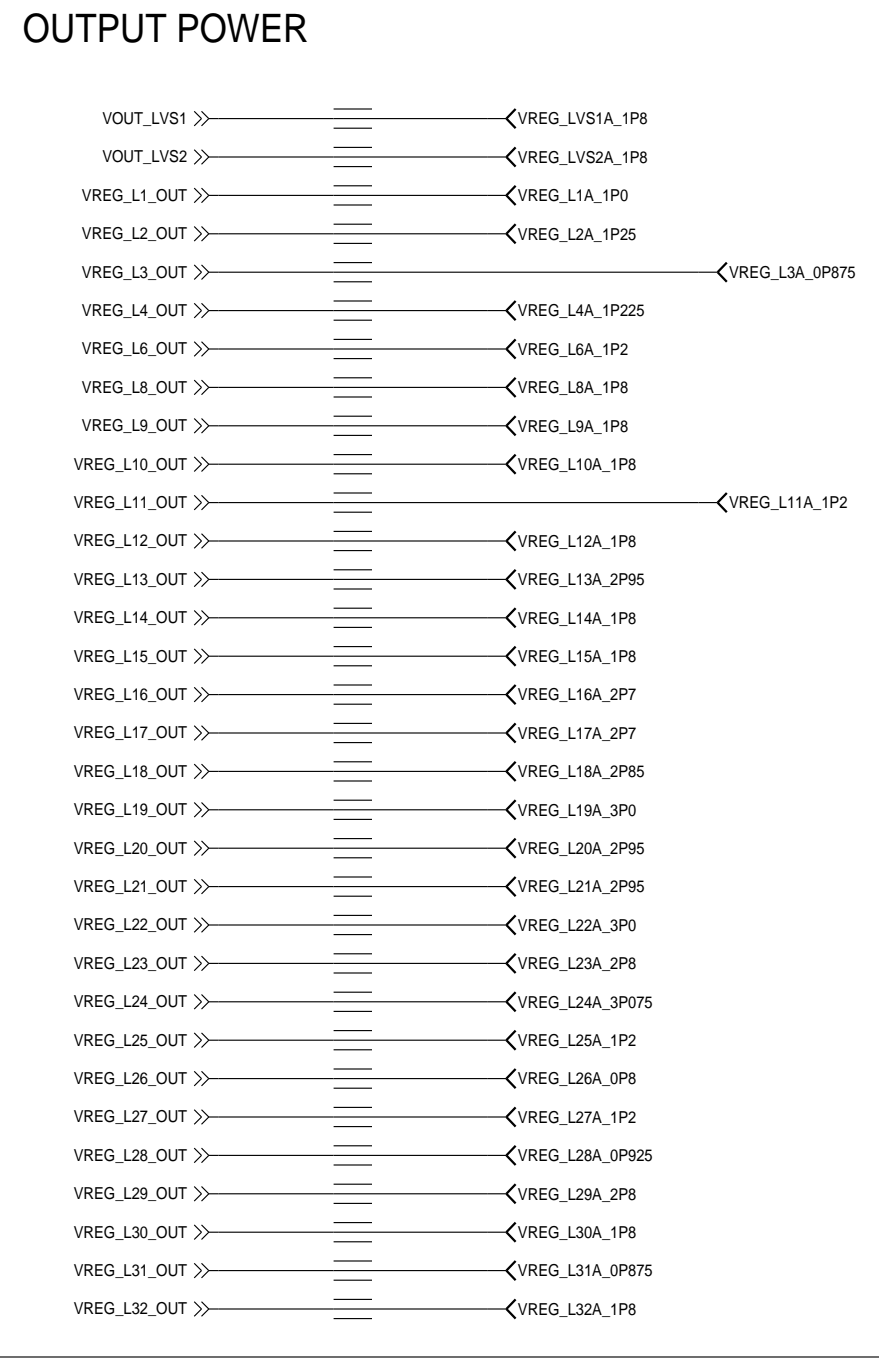 OUTPUT POWER
VOUT_LVS1 VREG_LVS1A_1P8
VOUT_LVS2 VREG_LVS2A_1P8
VREG_L1_OUT VREG_L1A_1P0
VREG_L2_OUT VREG_L2A_1P25
VREG_L3_OUT VREG_L3A_0P875
VREG_L4_OUT VREG_L4A_1P225
VREG_L6_OUT VREG_L6A_1P2
VREG_L8_OUT VREG_L8A_1P8
VREG_L9_OUT VREG_L9A_1P8
VREG_L10_OUT VREG_L10A_1P8
VREG_L11_OUT VREG_L11A_1P2
VREG_L12_OUT VREG_L12A_1P8
VREG_L13_OUT VREG_L13A_2P95
VREG_L14_OUT VREG_L14A_1P8
VREG_L15_OUT VREG_L15A_1P8
VREG_L16_OUT VREG_L16A_2P7
VREG_L17_OUT VREG_L17A_2P7
VREG_L18_OUT VREG_L18A_2P85
VREG_L19_OUT VREG_L19A_3P0
VREG_L20_OUT VREG_L20A_2P95
VREG_L21_OUT VREG_L21A_2P95
VREG_L22_OUT VREG_L22A_3P0
VREG_L23_OUT VREG_L23A_2P8
VREG_L24_OUT VREG_L24A_3P075
VREG_L25_OUT VREG_L25A_1P2
VREG_L26_OUT VREG_L26A_0P8
VREG_L27_OUT VREG_L27A_1P2
VREG_L28_OUT VREG_L28A_0P925
VREG_L29_OUT VREG_L29A_2P8
VREG_L30_OUT VREG_L30A_1P8
VREG_L31_OUT VREG_L31A_0P875
VREG_L32_OUT VREG_L32A_1P8